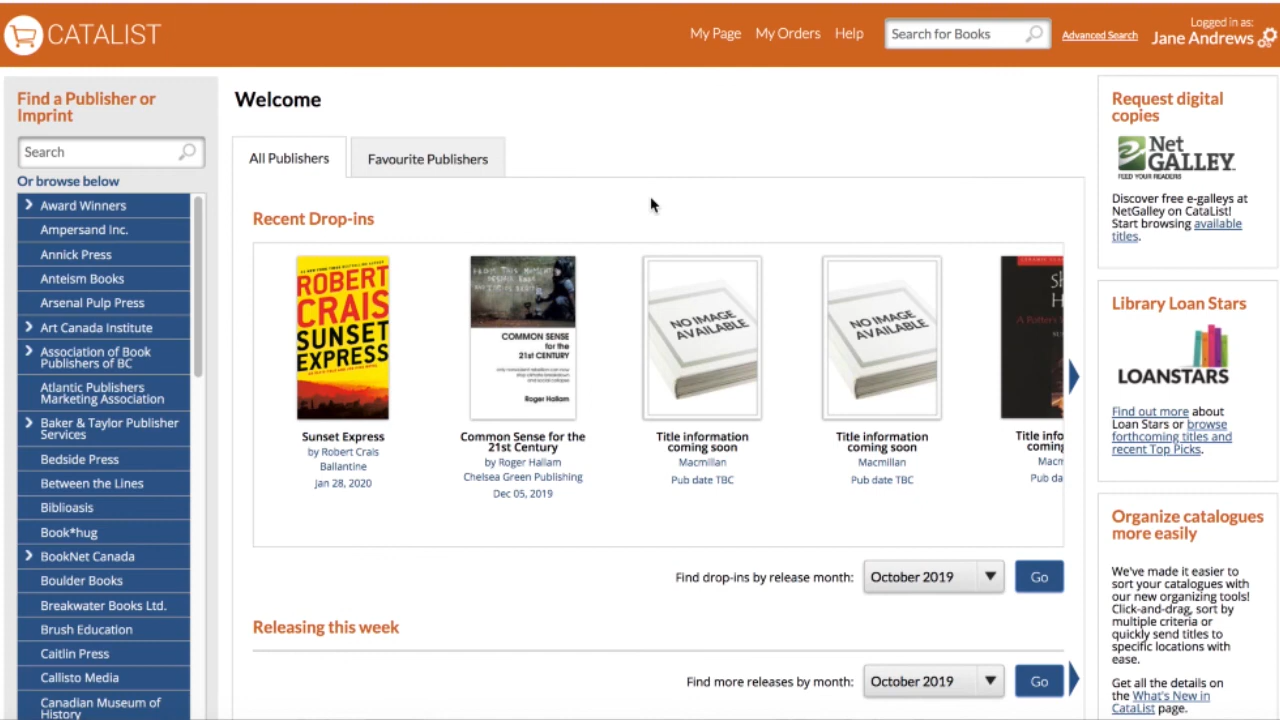 CATALIST
My Page
My Orders
Help
Search for Books
Advanced Search
Logged in as:
Jane Andrews
Find a Publisher or
Imprint
Search
Or browse below
Award Winners
Ampersand Inc.
Annick Press
Anteism Books
Arsenal Pulp Press
Art Canada Institute
Association of Book
Publishers of BC
Atlantic Publishers
Marketing Association
Baker & Taylor Publisher
Services
Bedside Press
Between the Lines
Biblioasis
Book*hug
BookNet Canada
Boulder Books
Breakwater Books Ltd.
Brush Education
Caitlin Press
Callisto Media
Canadian Museum of
History
Welcome
All Publishers
Favourite Publishers
Recent Drop-ins
ROBERT
CRAIS
SUNSET
EXPRESS
Sunset Express
by Robert Crais
Ballantine
Jan 28, 2020
COMMON SENSE
for the
21st CENTURY
only nonviolent rebellion can now
stop climate breakdown
and social collapse
Roger Hallam
Common Sense for the
21st Century
by Roger Hallam
Chelsea Green Publishing
Dec 05, 2019
NO IMAGE
AVAILABLE
Title information
coming soon
Macmillan
Pub date TBC
NO IMAGE
AVAILABLE
Title information
coming soon
Macmillan
Pub date TBC
Title info
coming
Macm
Pub da
Find drop-ins by release month:
October 2019
Go
Releasing this week
Find more releases by month:
October 2019
Go
Request digital
copies
Net
GALLEY
FEED YOUR READERS
Discover free e-galleys at
NetGalley on CataList!
Start browsing available
titles.
Library Loan Stars
LOANSTARS
Find out more about
Loan Stars or browse
forthcoming titles and
recent Top Picks.
Organize catalogues
more easily
We've made it easier to
sort your catalogues with
our new organizing tools!
Click-and-drag, sort by
multiple criteria or
quickly send titles to
specific locations with
ease.
Get all the details on
the What's New in
CataList page.